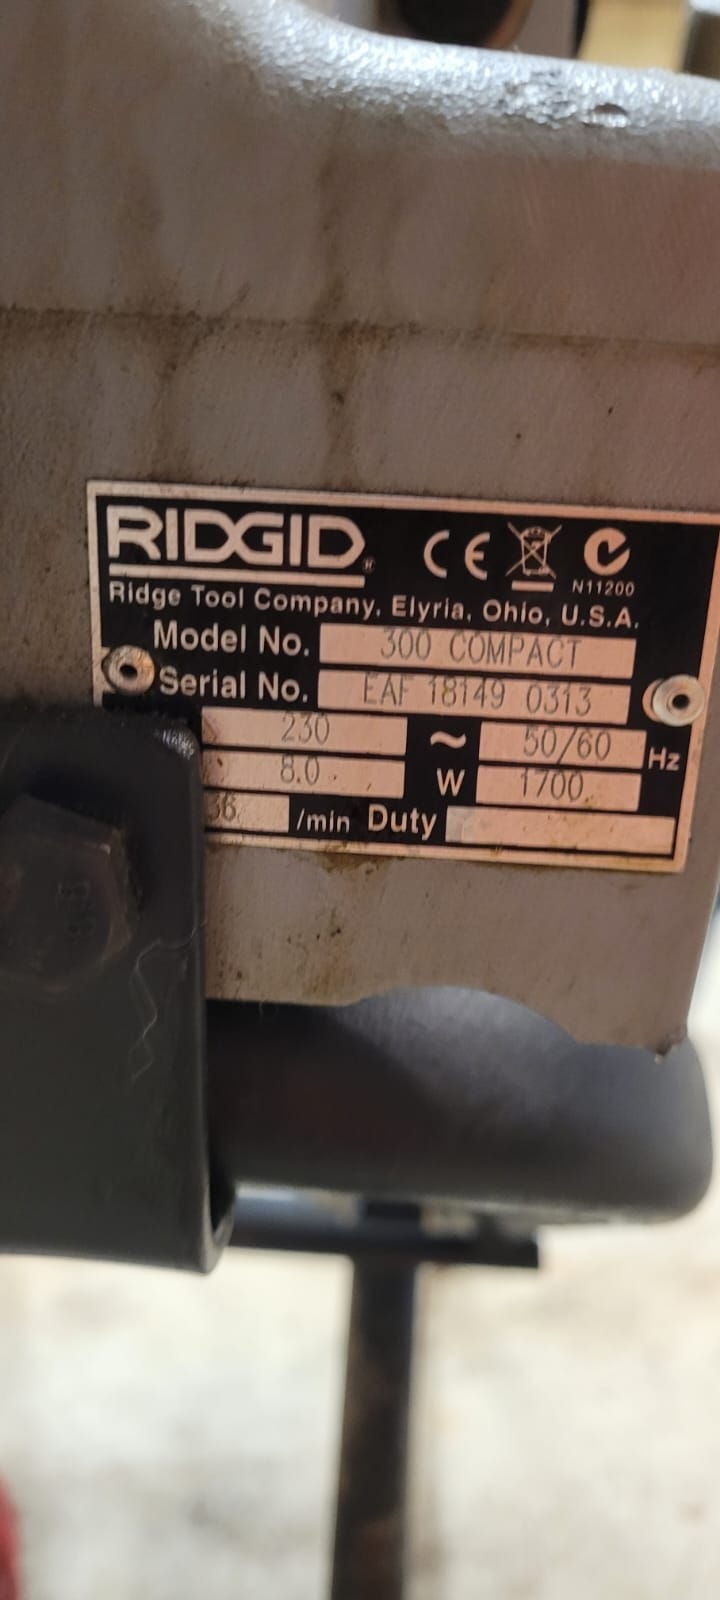 RIDGID®
CE
N11200
Ridge Tool Company, Elyria, Ohio, U.S.A.
Model No. 300 COMPACT
Serial No. EAF 18149 0313
230 ~ 50/60 Hz
8.0 W 1700
36 /min Duty